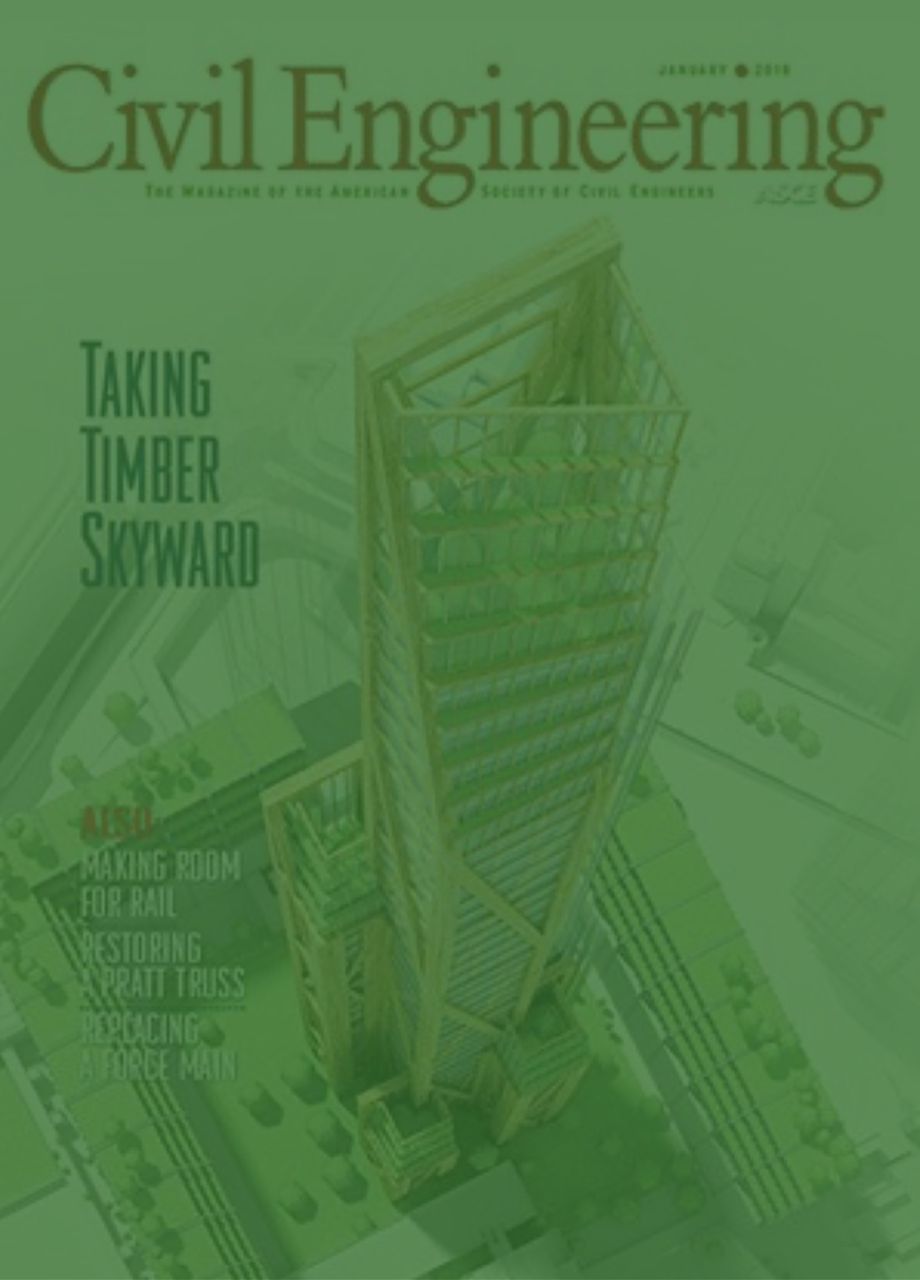 JANUARY ● 2018
Civil Engineering
THE MAGAZINE OF THE AMERICAN SOCIETY OF CIVIL ENGINEERS
ASCE
TAKING
TIMBER
SKYWARD
ALSO
MAKING ROOM
FOR RAIL
RESTORING
A PRATT TRUSS
REPLACING
A FORCE MAIN